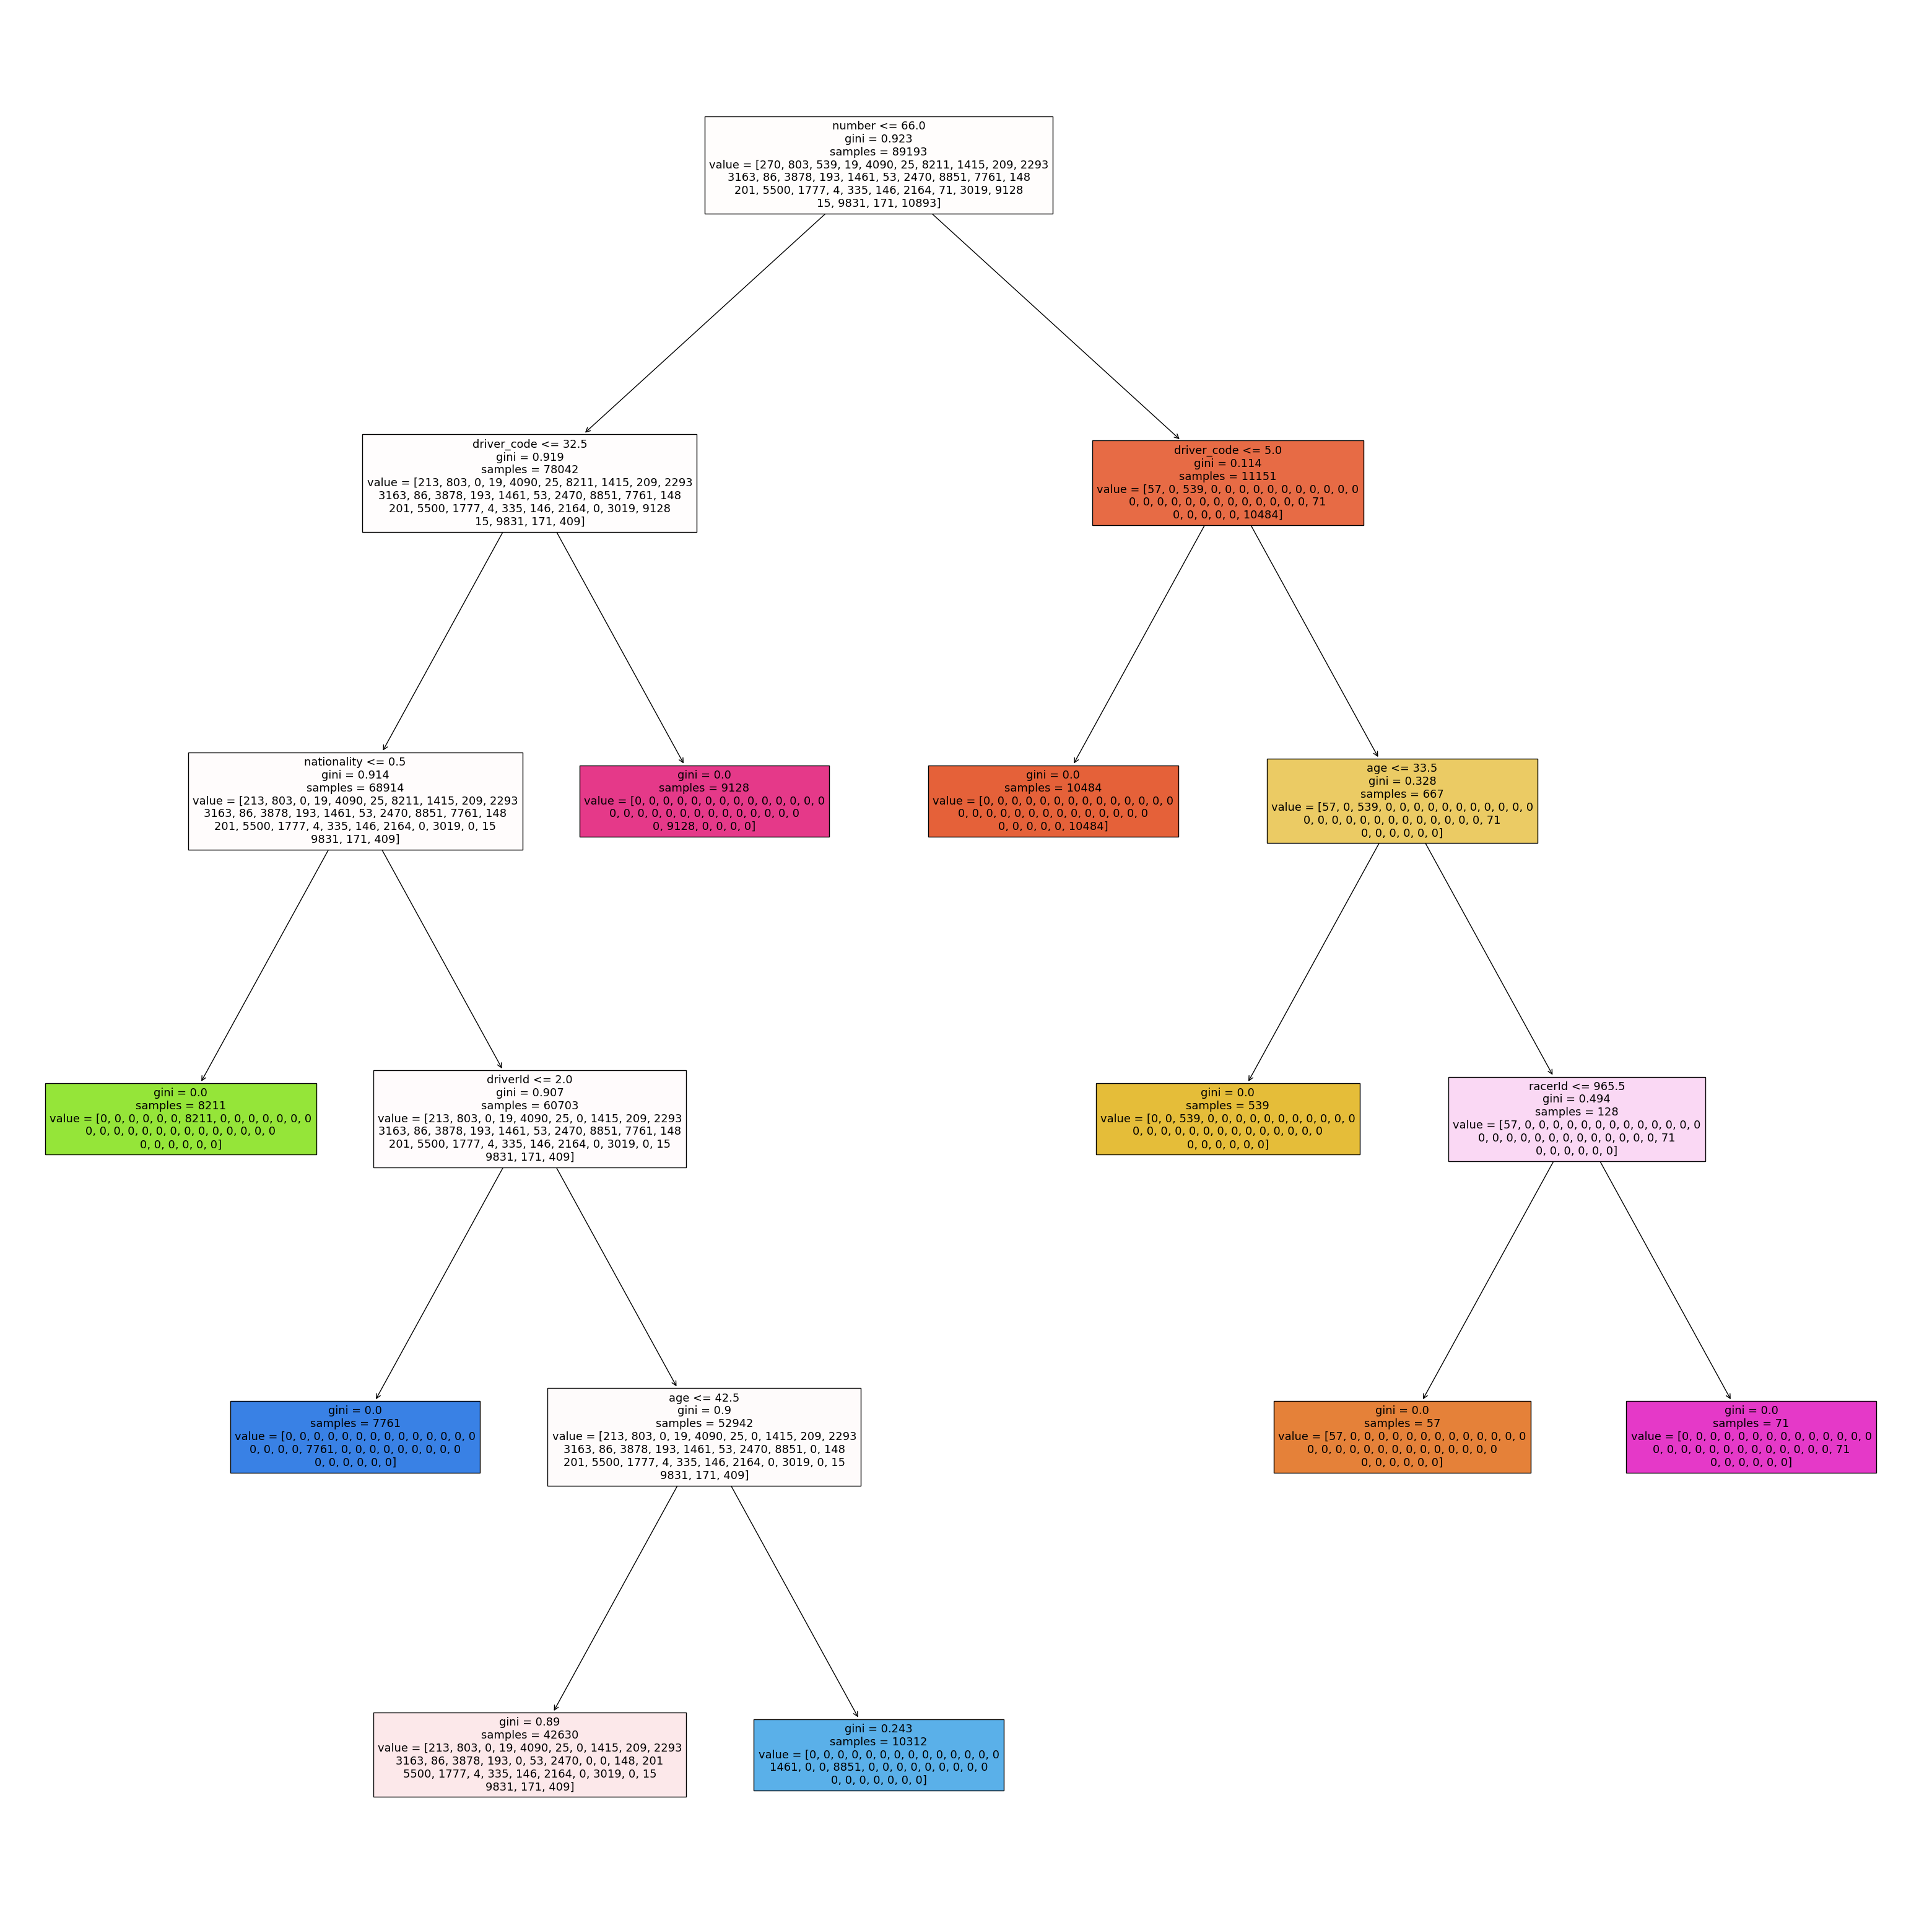 number <= 66.0
gini = 0.923
samples = 89193
value = [270, 803, 539, 19, 4090, 25, 8211, 1415, 209, 2293
3163, 86, 3878, 193, 1461, 53, 2470, 8851, 7761, 148
201, 5500, 1777, 4, 335, 146, 2164, 71, 3019, 9128
15, 9831, 171, 10893]
driver_code <= 32.5
gini = 0.919
samples = 78042
value = [213, 803, 0, 19, 4090, 25, 8211, 1415, 209, 2293
3163, 86, 3878, 193, 1461, 53, 2470, 8851, 7761, 148
201, 5500, 1777, 4, 335, 146, 2164, 0, 3019, 9128
15, 9831, 171, 409]
driver_code <= 5.0
gini = 0.114
samples = 11151
value = [57, 0, 539, 0, 0, 0, 0, 0, 0, 0, 0, 0, 0, 0
0, 0, 0, 0, 0, 0, 0, 0, 0, 0, 0, 0, 0, 71
0, 0, 0, 0, 0, 10484]
nationality <= 0.5
gini = 0.914
samples = 68914
value = [213, 803, 0, 19, 4090, 25, 8211, 1415, 209, 2293
3163, 86, 3878, 193, 1461, 53, 2470, 8851, 7761, 148
201, 5500, 1777, 4, 335, 146, 2164, 0, 3019, 0, 15
9831, 171, 409]
gini = 0.0
samples = 9128
value = [0, 0, 0, 0, 0, 0, 0, 0, 0, 0, 0, 0, 0, 0
0, 0, 0, 0, 0, 0, 0, 0, 0, 0, 0, 0, 0, 0
0, 9128, 0, 0, 0, 0]
gini = 0.0
samples = 10484
value = [0, 0, 0, 0, 0, 0, 0, 0, 0, 0, 0, 0, 0, 0
0, 0, 0, 0, 0, 0, 0, 0, 0, 0, 0, 0, 0, 0
0, 0, 0, 0, 0, 10484]
age <= 33.5
gini = 0.328
samples = 667
value = [57, 0, 539, 0, 0, 0, 0, 0, 0, 0, 0, 0, 0, 0
0, 0, 0, 0, 0, 0, 0, 0, 0, 0, 0, 0, 0, 71
0, 0, 0, 0, 0, 0]
gini = 0.0
samples = 8211
value = [0, 0, 0, 0, 0, 0, 8211, 0, 0, 0, 0, 0, 0, 0
0, 0, 0, 0, 0, 0, 0, 0, 0, 0, 0, 0, 0, 0
0, 0, 0, 0, 0, 0]
driverId <= 2.0
gini = 0.907
samples = 60703
value = [213, 803, 0, 19, 4090, 25, 0, 1415, 209, 2293
3163, 86, 3878, 193, 1461, 53, 2470, 8851, 7761, 148
201, 5500, 1777, 4, 335, 146, 2164, 0, 3019, 0, 15
9831, 171, 409]
gini = 0.0
samples = 539
value = [0, 0, 539, 0, 0, 0, 0, 0, 0, 0, 0, 0, 0, 0
0, 0, 0, 0, 0, 0, 0, 0, 0, 0, 0, 0, 0, 0
0, 0, 0, 0, 0, 0]
racerId <= 965.5
gini = 0.494
samples = 128
value = [57, 0, 0, 0, 0, 0, 0, 0, 0, 0, 0, 0, 0, 0
0, 0, 0, 0, 0, 0, 0, 0, 0, 0, 0, 0, 0, 71
0, 0, 0, 0, 0, 0]
gini = 0.0
samples = 7761
value = [0, 0, 0, 0, 0, 0, 0, 0, 0, 0, 0, 0, 0, 0
0, 0, 0, 0, 7761, 0, 0, 0, 0, 0, 0, 0, 0, 0
0, 0, 0, 0, 0, 0]
age <= 42.5
gini = 0.9
samples = 52942
value = [213, 803, 0, 19, 4090, 25, 0, 1415, 209, 2293
3163, 86, 3878, 193, 1461, 53, 2470, 8851, 0, 148
201, 5500, 1777, 4, 335, 146, 2164, 0, 3019, 0, 15
9831, 171, 409]
gini = 0.0
samples = 57
value = [57, 0, 0, 0, 0, 0, 0, 0, 0, 0, 0, 0, 0, 0
0, 0, 0, 0, 0, 0, 0, 0, 0, 0, 0, 0, 0, 0
0, 0, 0, 0, 0, 0]
gini = 0.0
samples = 71
value = [0, 0, 0, 0, 0, 0, 0, 0, 0, 0, 0, 0, 0, 0
0, 0, 0, 0, 0, 0, 0, 0, 0, 0, 0, 0, 0, 71
0, 0, 0, 0, 0, 0]
gini = 0.89
samples = 42630
value = [213, 803, 0, 19, 4090, 25, 0, 1415, 209, 2293
3163, 86, 3878, 193, 0, 53, 2470, 0, 0, 148, 201
5500, 1777, 4, 335, 146, 2164, 0, 3019, 0, 15
9831, 171, 409]
gini = 0.243
samples = 10312
value = [0, 0, 0, 0, 0, 0, 0, 0, 0, 0, 0, 0, 0, 0
1461, 0, 0, 8851, 0, 0, 0, 0, 0, 0, 0, 0, 0
0, 0, 0, 0, 0, 0, 0]